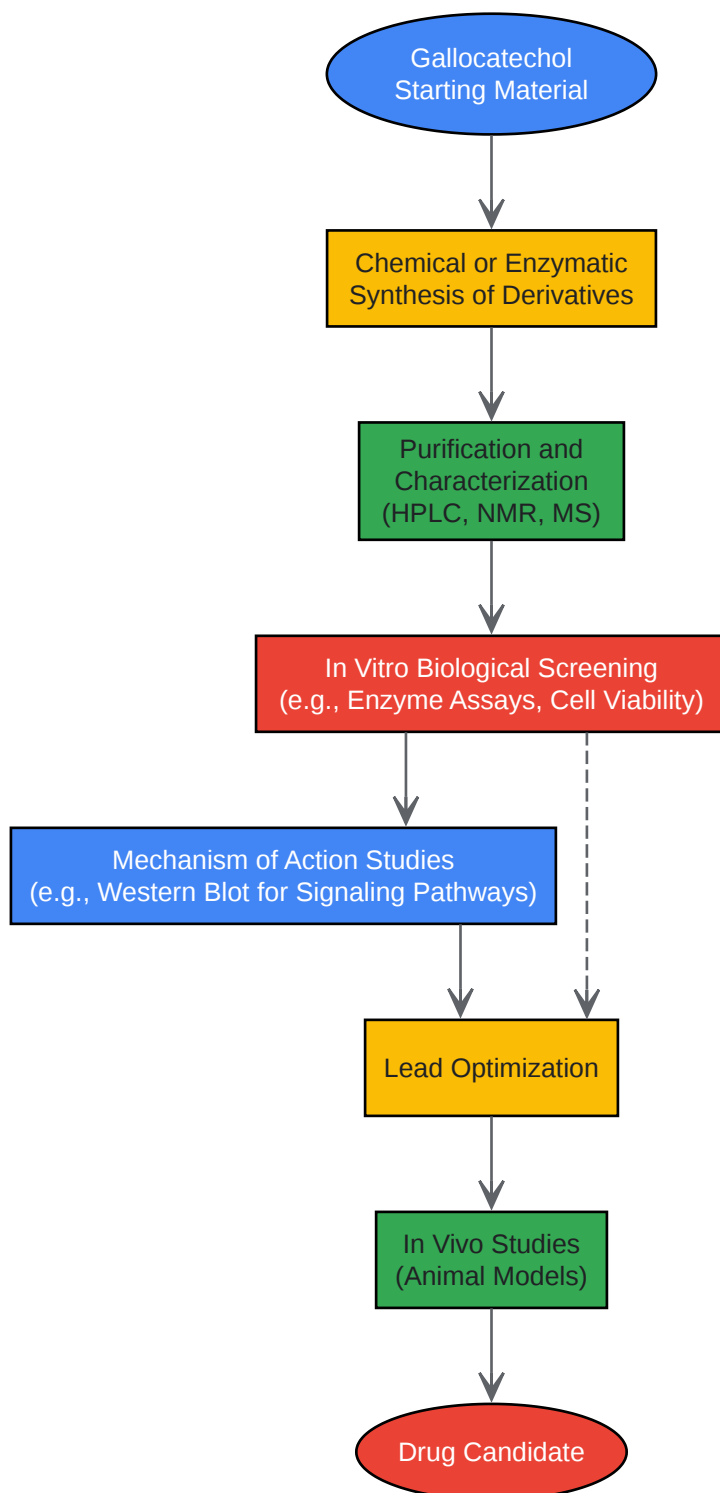 Gallocatechol
Starting Material
Chemical or Enzymatic
Synthesis of Derivatives
Purification and
Characterization
(HPLC, NMR, MS)
In Vitro Biological Screening
(e.g., Enzyme Assays, Cell Viability)
Mechanism of Action Studies
(e.g., Western Blot for Signaling Pathways)
Lead Optimization
In Vivo Studies
(Animal Models)
Drug Candidate